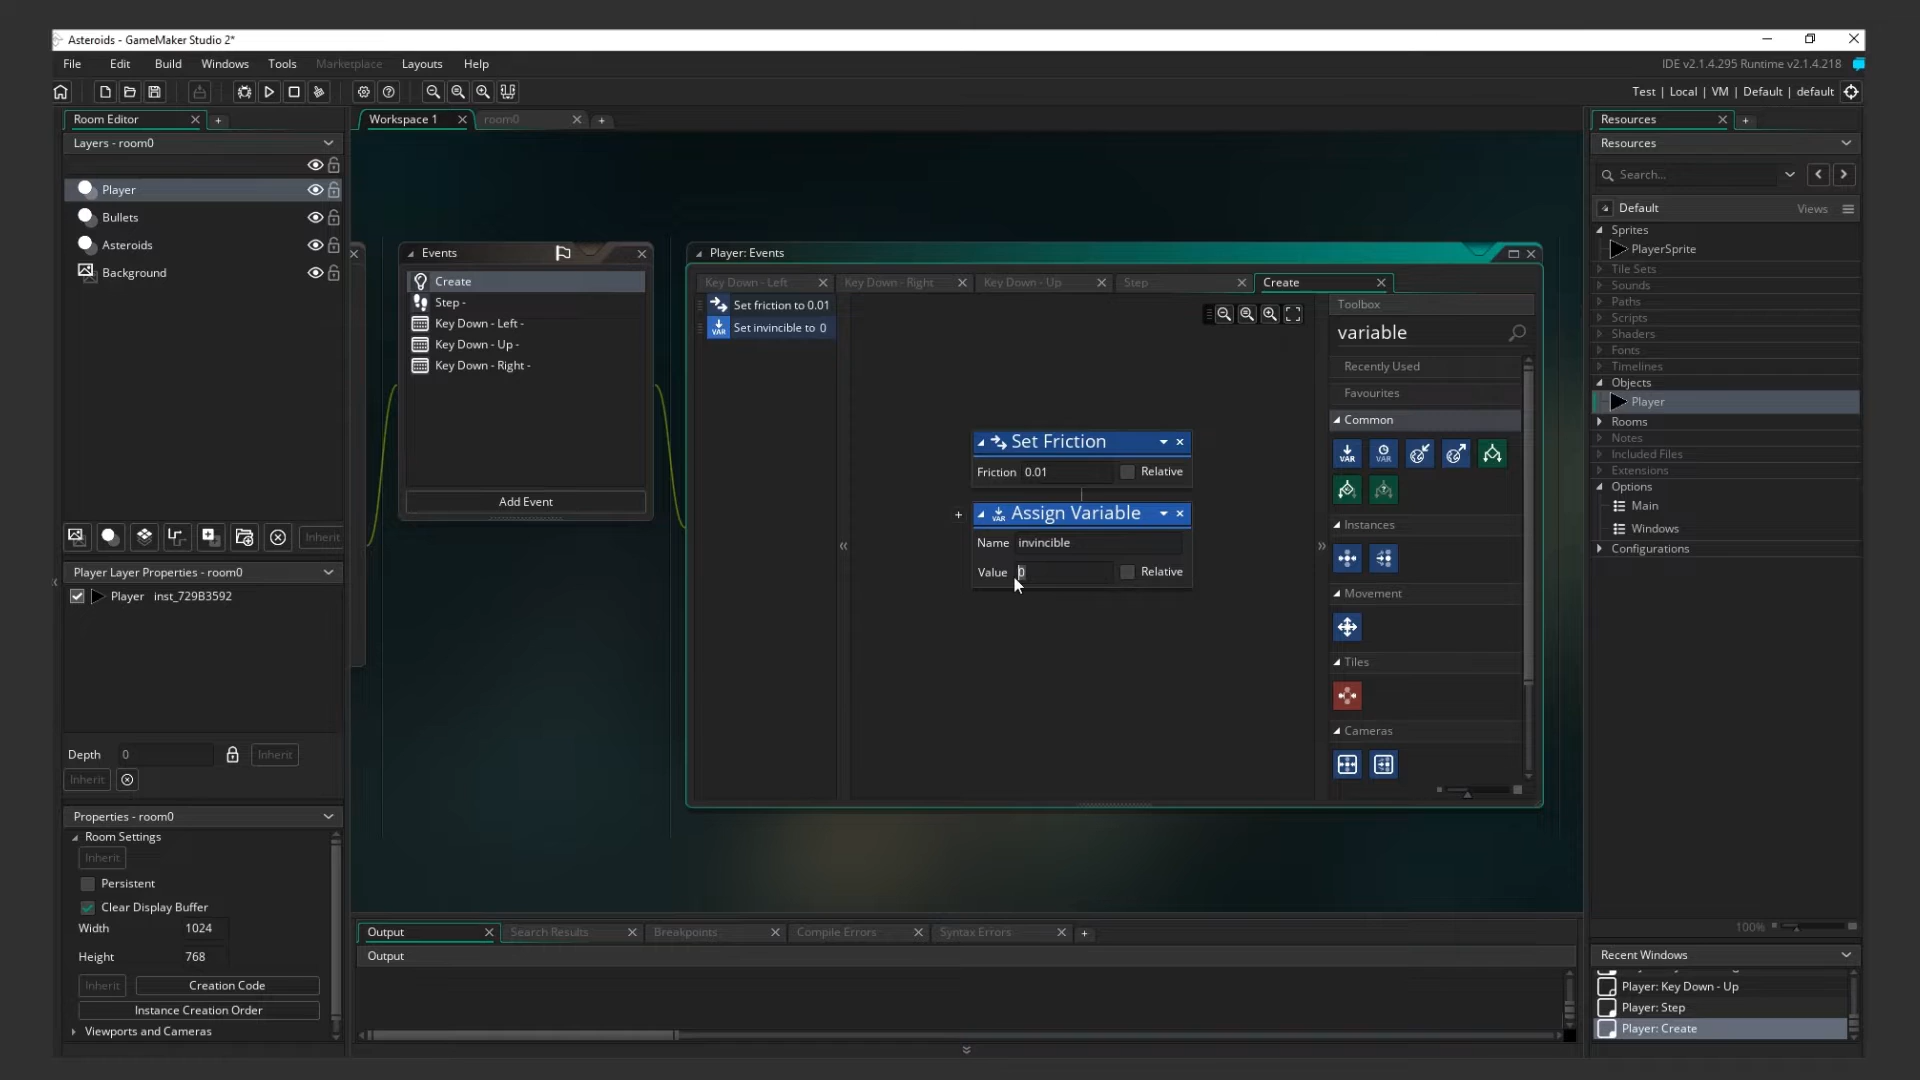 Asteroids - GameMaker Studio 2*
File Edit Build Windows Tools Marketplace Layouts Help
IDE v2.1.4.295 Runtime v2.1.4.218
Test | Local | VM | Default | default
Room Editor
Layers - room0
Player
Bullets
Asteroids
Background
Inherit
Player Layer Properties - room0
Player inst_729B3592
Depth 0 Inherit
Inherit
Properties - room0
Room Settings
Inherit
Persistent
Clear Display Buffer
Width 1024
Height 768
Inherit Creation Code
Instance Creation Order
Viewports and Cameras
Workspace 1 room0
Events
Create
Step -
Key Down - Left -
Key Down - Up -
Key Down - Right -
Add Event
Player: Events
Key Down - Left Key Down - Right Key Down - Up Step Create
Set friction to 0.01
VAR Set invincible to 0
Set Friction
Friction 0.01 Relative
VAR Assign Variable
Name invincible
Value 0 Relative
Toolbox
variable
Recently Used
Favourites
Common
VAR VAR
Instances
Movement
Tiles
Cameras
Output Search Results Breakpoints Compile Errors Syntax Errors
Output
Resources
Resources
Search...
Default Views
Sprites
PlayerSprite
Tile Sets
Sounds
Paths
Scripts
Shaders
Fonts
Timelines
Objects
Player
Rooms
Notes
Included Files
Extensions
Options
Main
Windows
Configurations
100%
Recent Windows
Player: Key Down - Up
Player: Step
Player: Create